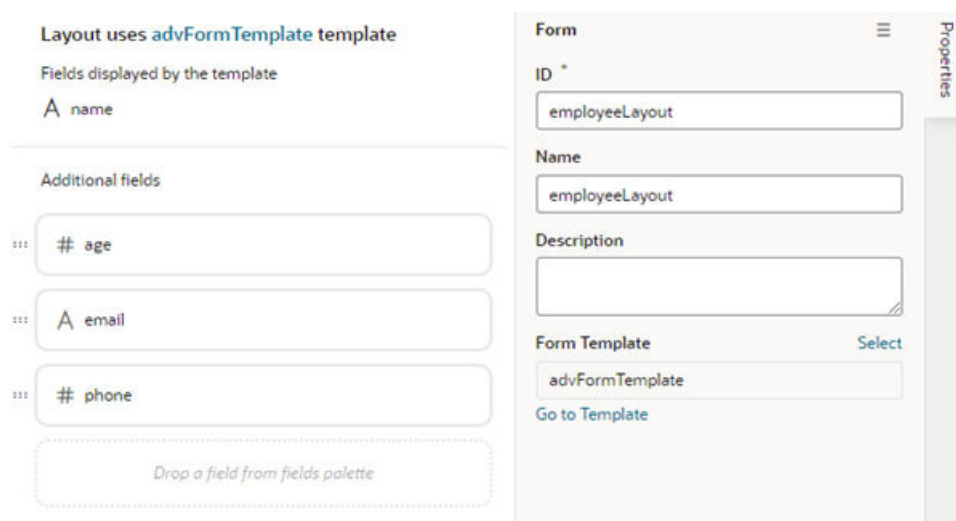 Layout uses advFormTemplate template
Fields displayed by the template
A name
Additional fields
# age
A email
# phone
Drop a field from fields palette
Form
ID *
employeeLayout
Name
employeeLayout
Description
Form Template Select
advFormTemplate
Go to Template
Properties